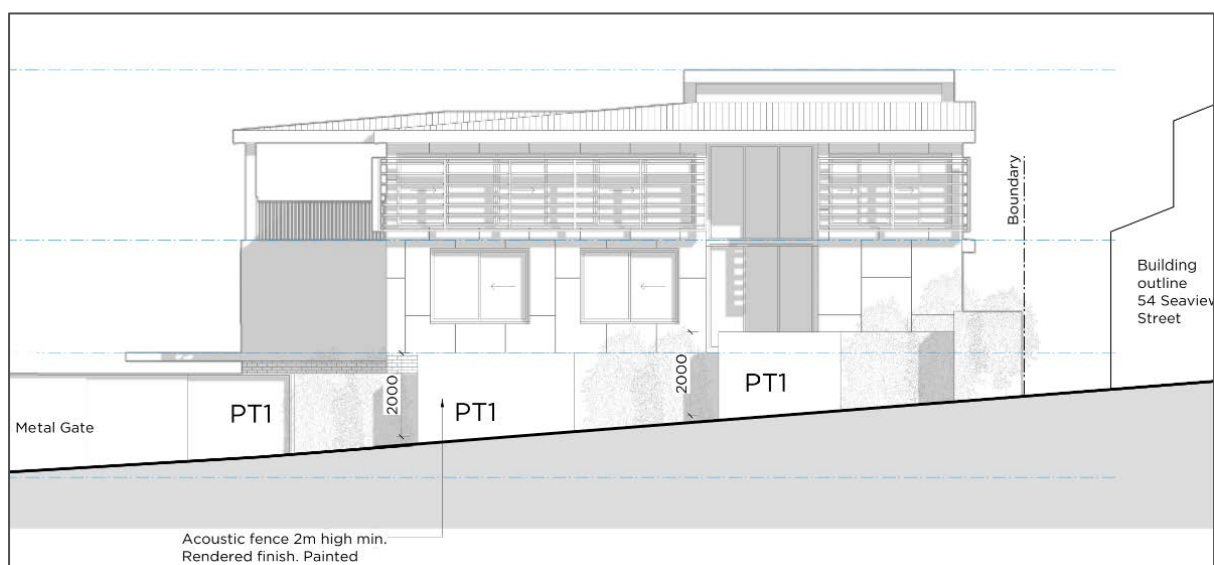 Boundary
Building
outline
54 Seaview
Street
2000
2000
PT1
PT1
PT1
Metal Gate
Acoustic fence 2m high min.
Rendered finish. Painted